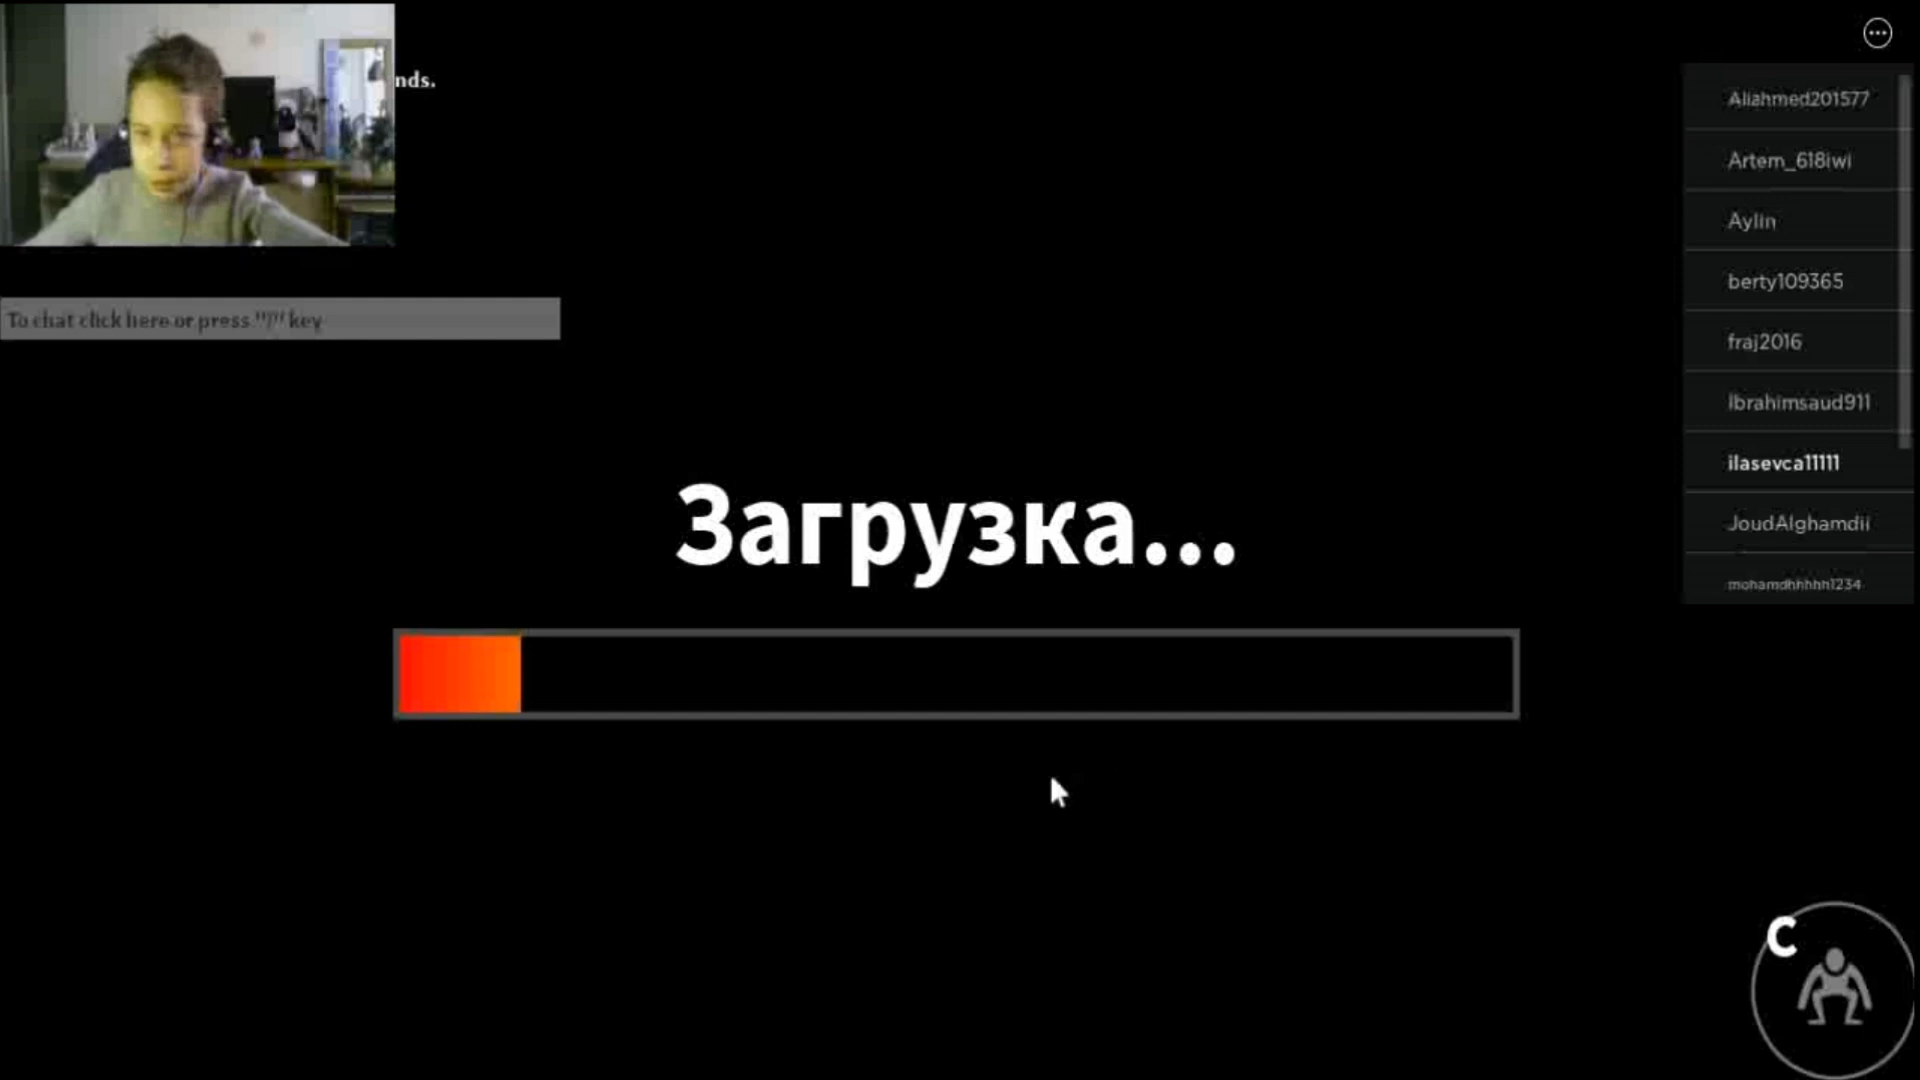 nds.
To chat click here or press "/" key
Aliahmed201577
Artem_618iwi
Aylin
berty109365
fraj2016
Ibrahimsaud911
ilasevca11111
JoudAlghamdii
mohamdhhhhh1234
Загрузка...
C